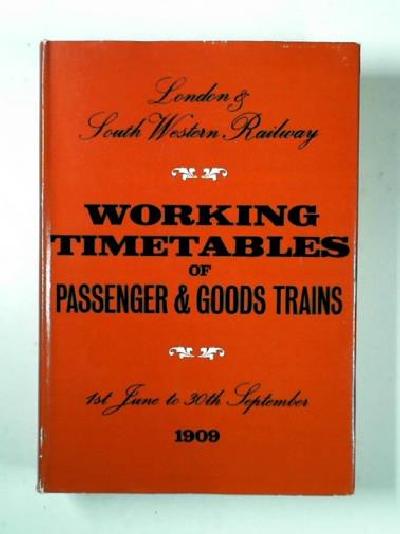 London &
South Western Railway
WORKING
TIMETABLES
OF
PASSENGER & GOODS TRAINS
1st June to 30th September
1909